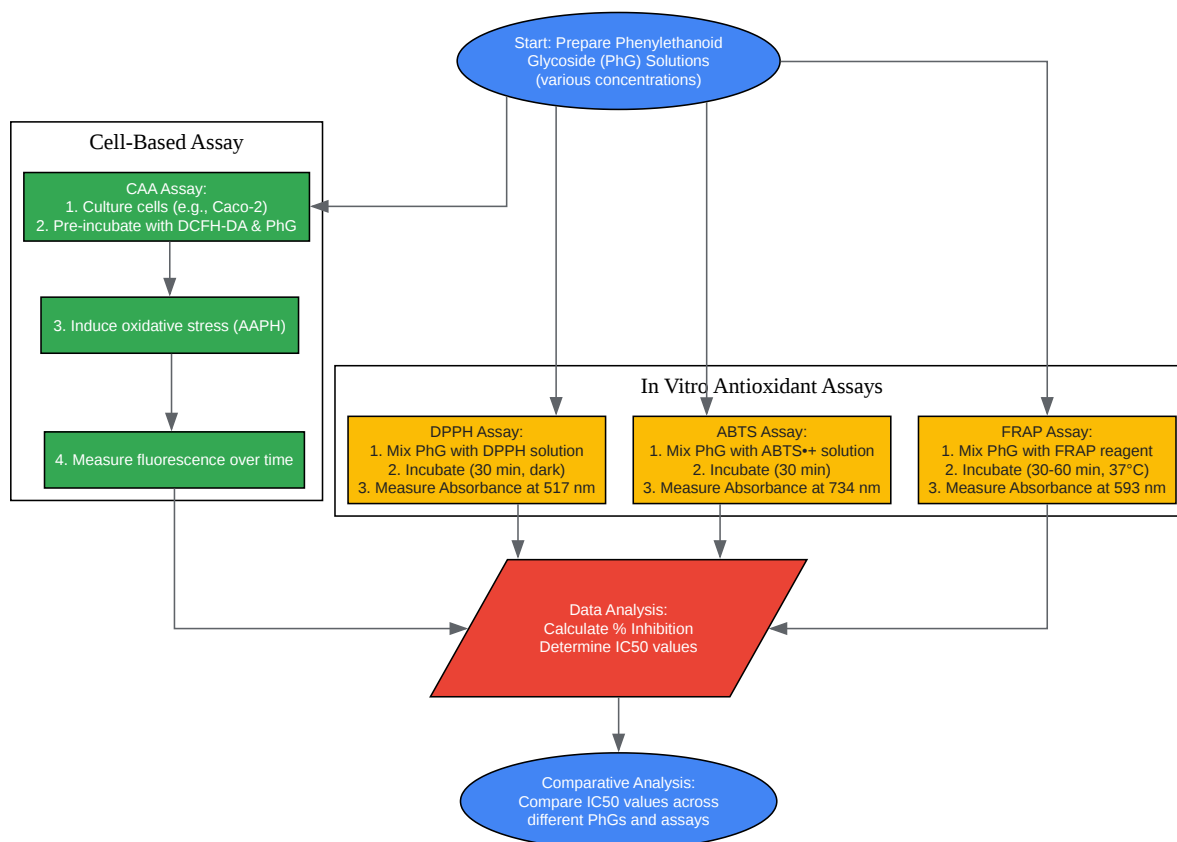 Start: Prepare Phenylethanoid
Glycoside (PhG) Solutions
(various concentrations)
Cell-Based Assay
CAA Assay:
1. Culture cells (e.g., Caco-2)
2. Pre-incubate with DCFH-DA & PhG
3. Induce oxidative stress (AAPH)
4. Measure fluorescence over time
In Vitro Antioxidant Assays
DPPH Assay:
1. Mix PhG with DPPH solution
2. Incubate (30 min, dark)
3. Measure Absorbance at 517 nm
ABTS Assay:
1. Mix PhG with ABTS•+ solution
2. Incubate (30 min)
3. Measure Absorbance at 734 nm
FRAP Assay:
1. Mix PhG with FRAP reagent
2. Incubate (30-60 min, 37°C)
3. Measure Absorbance at 593 nm
Data Analysis:
Calculate % Inhibition
Determine IC50 values
Comparative Analysis:
Compare IC50 values across
different PhGs and assays